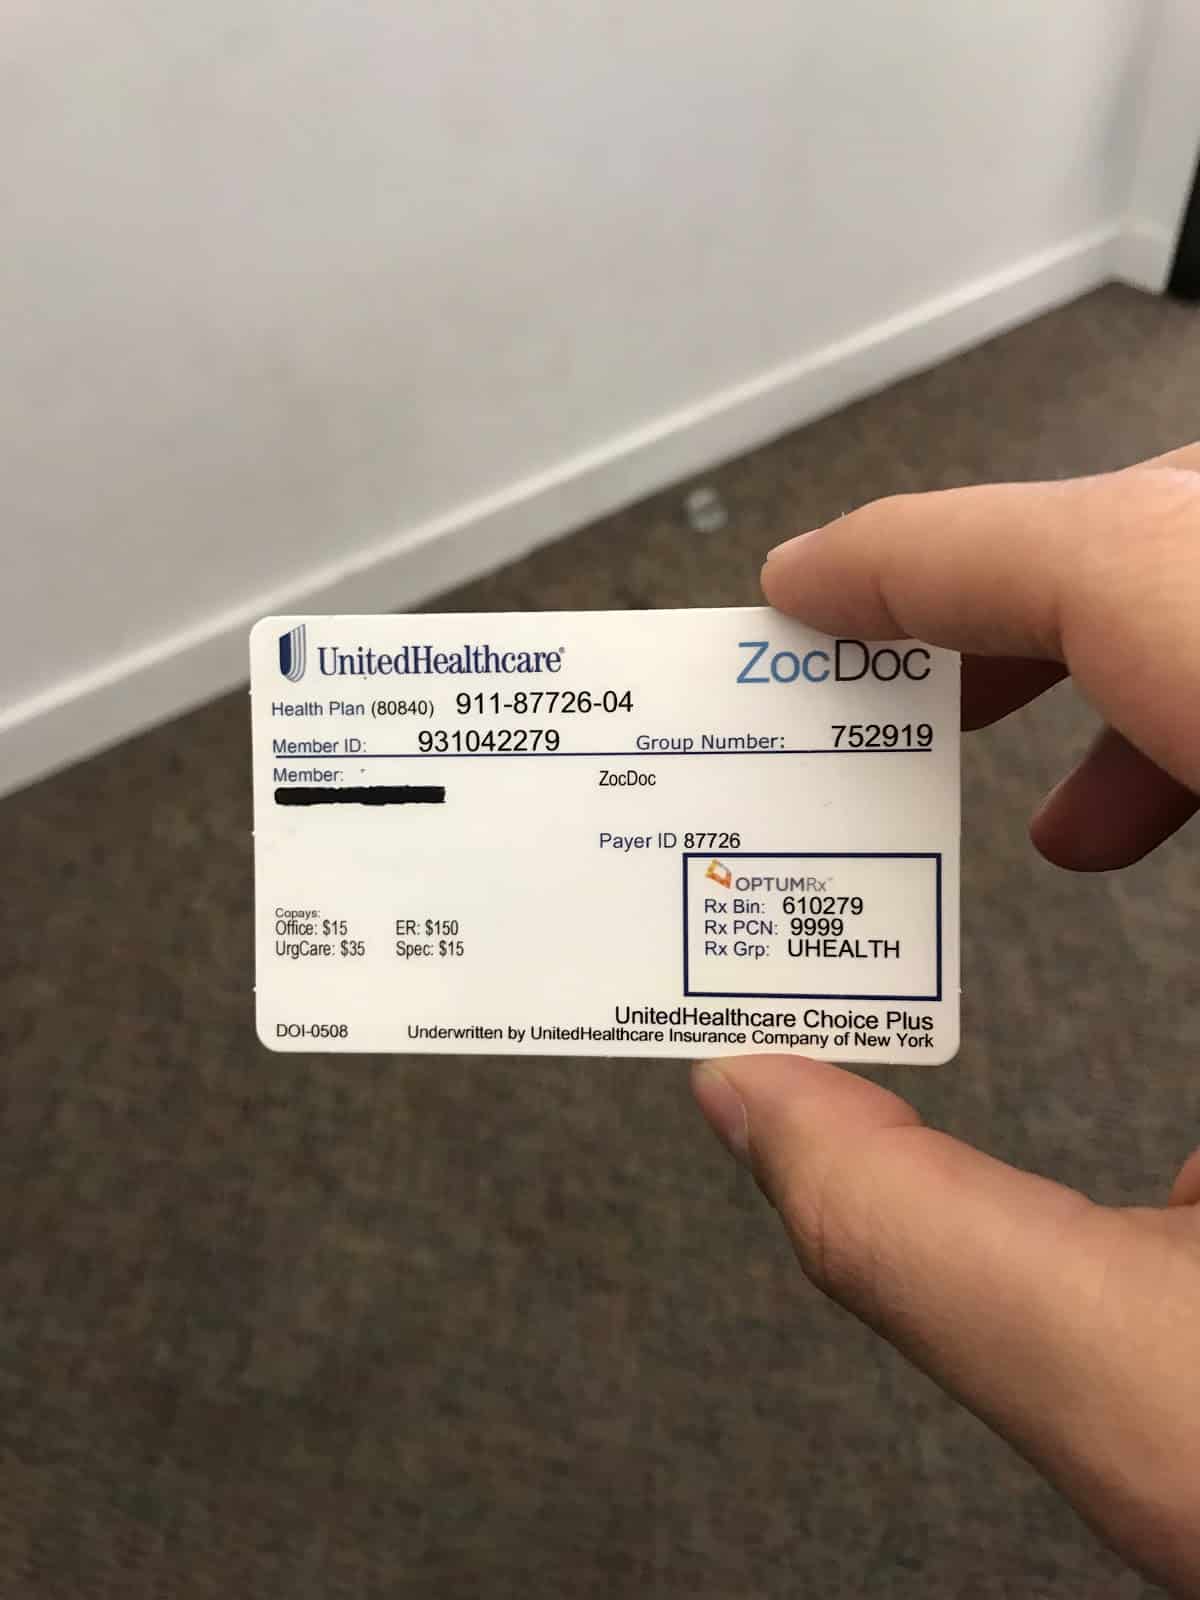 UnitedHealthcare® ZocDoc
Health Plan (80840) 911-87726-04
Member ID: 931042279 Group Number: 752919
Member: ZocDoc
Payer ID 87726
OPTUMRx™
Rx Bin: 610279
Rx PCN: 9999
Rx Grp: UHEALTH
Copays:
Office: $15 ER: $150
UrgCare: $35 Spec: $15
UnitedHealthcare Choice Plus
DOI-0508 Underwritten by UnitedHealthcare Insurance Company of New York